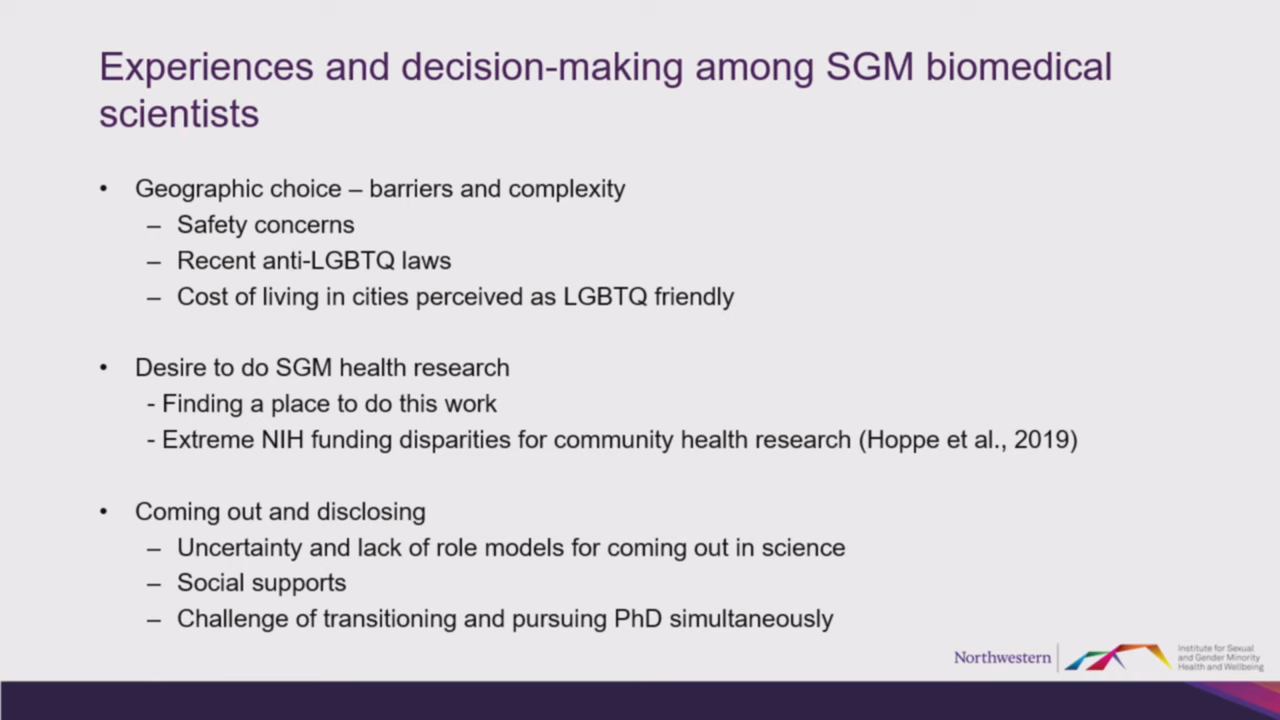 Experiences and decision-making among SGM biomedical
scientists
• Geographic choice – barriers and complexity
– Safety concerns
– Recent anti-LGBTQ laws
– Cost of living in cities perceived as LGBTQ friendly
• Desire to do SGM health research
- Finding a place to do this work
- Extreme NIH funding disparities for community health research (Hoppe et al., 2019)
• Coming out and disclosing
– Uncertainty and lack of role models for coming out in science
– Social supports
– Challenge of transitioning and pursuing PhD simultaneously
Northwestern
Institute for Sexual
and Gender Minority
Health and Wellbeing